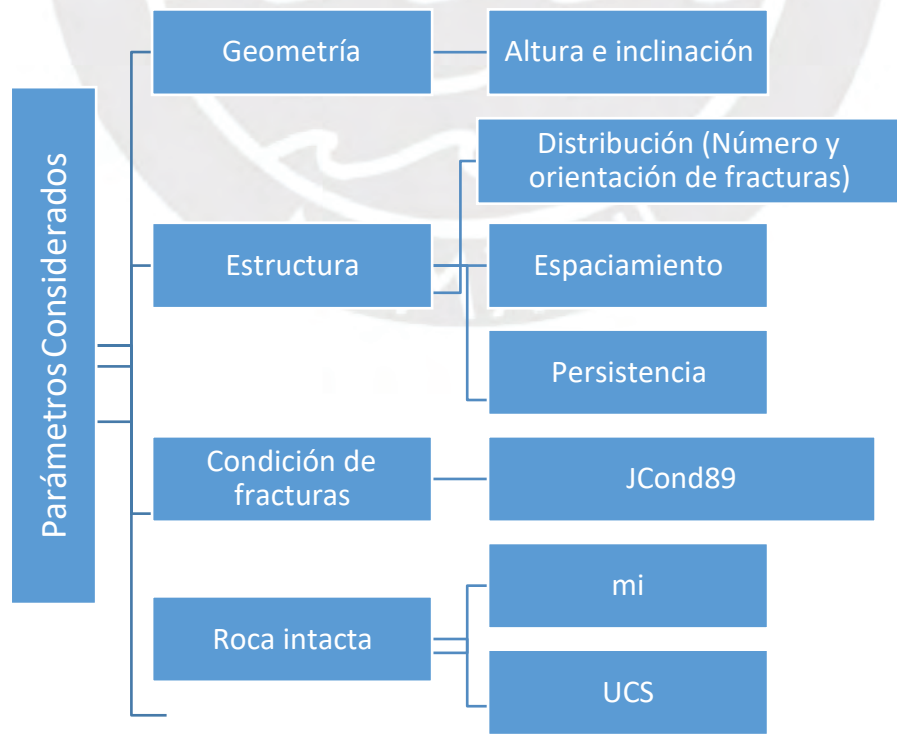 Parámetros Considerados
Geometría
Altura e inclinación
Estructura
Distribución (Número y
orientación de fracturas)
Espaciamiento
Persistencia
Condición de
fracturas
JCond89
Roca intacta
mi
UCS